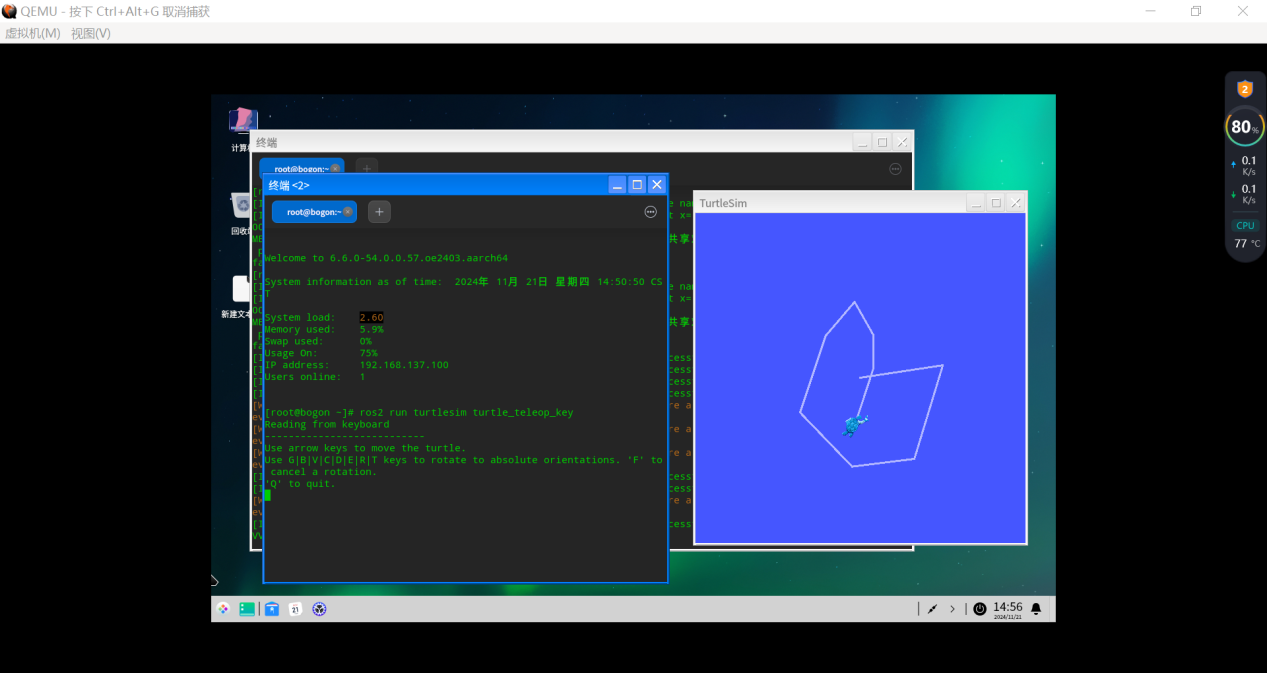 QEMU - 按下 Ctrl+Alt+G 取消捕获
虚拟机(M) 视图(V)
2
80%
0.1
K/s
0.1
K/s
CPU
77 °C
终端
root@bogon:~
终端 <2>
root@bogon:~
TurtleSim
Welcome to 6.6.0-54.0.0.57.oe2403.aarch64
System information as of time:  2024年 11月 21日 星期四 14:50:50 CS
T
System load:    2.60
Memory used:    5.9%
Swap used:      0%
Usage On:       75%
IP address:     192.168.137.100
Users online:   1
[root@bogon ~]# ros2 run turtlesim turtle_teleop_key
Reading from keyboard
---------------------------
Use arrow keys to move the turtle.
Use G|B|V|C|D|E|R|T keys to rotate to absolute orientations. 'F' to
 cancel a rotation.
'Q' to quit.
回收
新建文本
14:56
2024/11/21